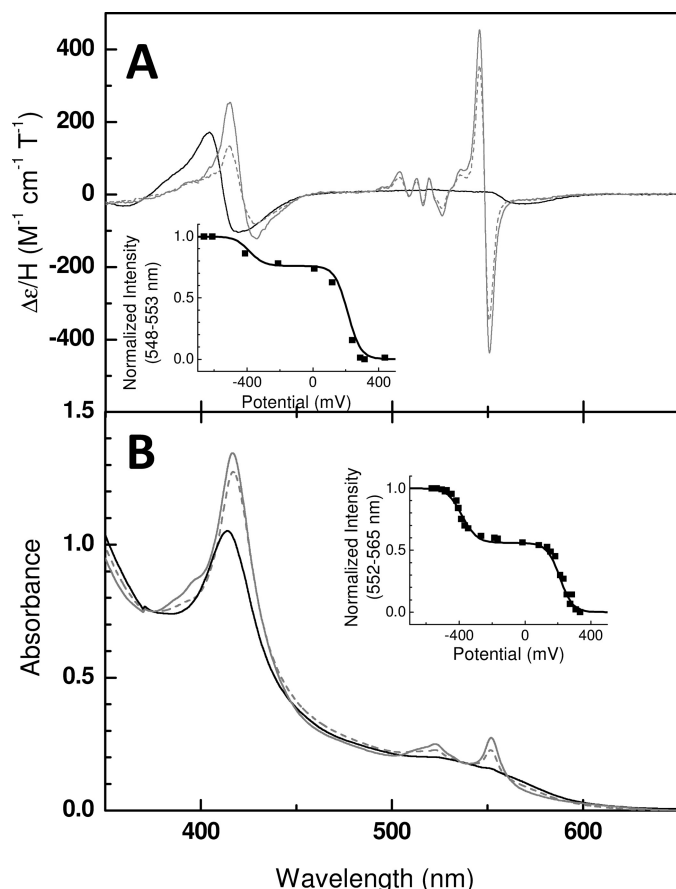 A
400
200
0
-200
-400
Δε/H (M⁻¹ cm⁻¹ T⁻¹)
1.0
0.5
0.0
Normalized Intensity
(548-553 nm)
-400 0 400
Potential (mV)
B
1.5
1.0
0.5
0.0
Absorbance
1.0
0.5
0.0
Normalized Intensity
(552-565 nm)
-400 0 400
Potential (mV)
400 500 600
Wavelength (nm)